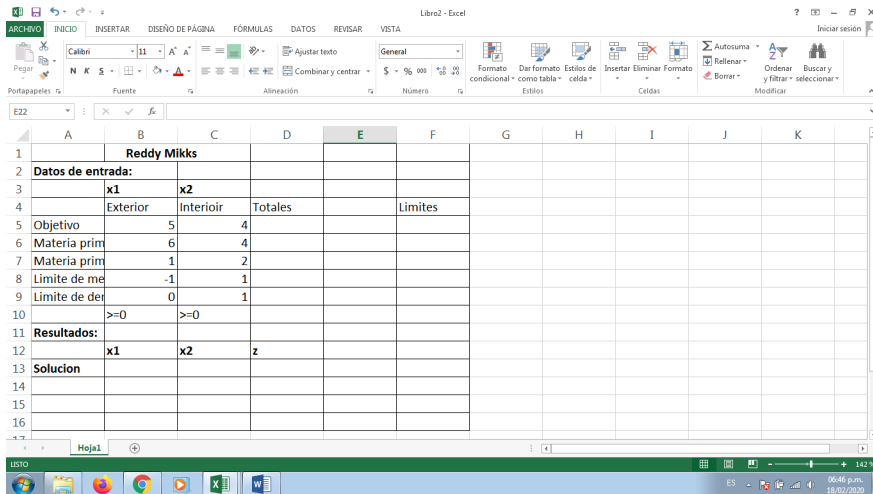 Libro2 - Excel
ARCHIVO INICIO INSERTAR DISEÑO DE PÁGINA FÓRMULAS DATOS REVISAR VISTA Iniciar sesión
Pegar
Calibri 11 A A
N K S A
Ajustar texto
Combinar y centrar
General
$ % 000
Formato condicional
Dar formato como tabla
Estilos de celda
Insertar Eliminar Formato
Autosuma
Rellenar
Borrar
Ordenar y filtrar
Buscar y seleccionar
Portapapeles Fuente Alineación Número Estilos Celdas Modificar
E22 fx
A B C D E F G H I J K
1 Reddy Mikks
2 Datos de entrada:
3 x1 x2
4 Exterior Interioir Totales Limites
5 Objetivo 5 4
6 Materia prim 6 4
7 Materia prim 1 2
8 Limite de me -1 1
9 Limite de der 0 1
10 >=0 >=0
11 Resultados:
12 x1 x2 z
13 Solucion
14
15
16
17
Hoja1
LISTO 142%
ES 06:46 p.m.
18/02/2020